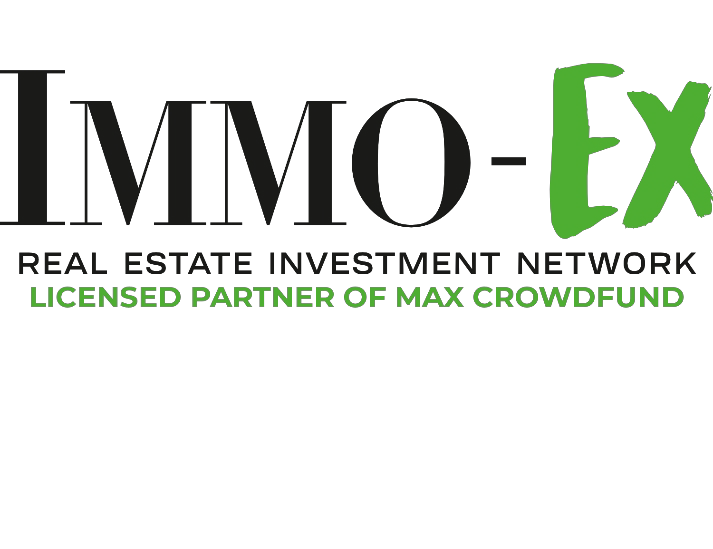 IMMO-EX
REAL ESTATE INVESTMENT NETWORK
LICENSED PARTNER OF MAX CROWDFUND